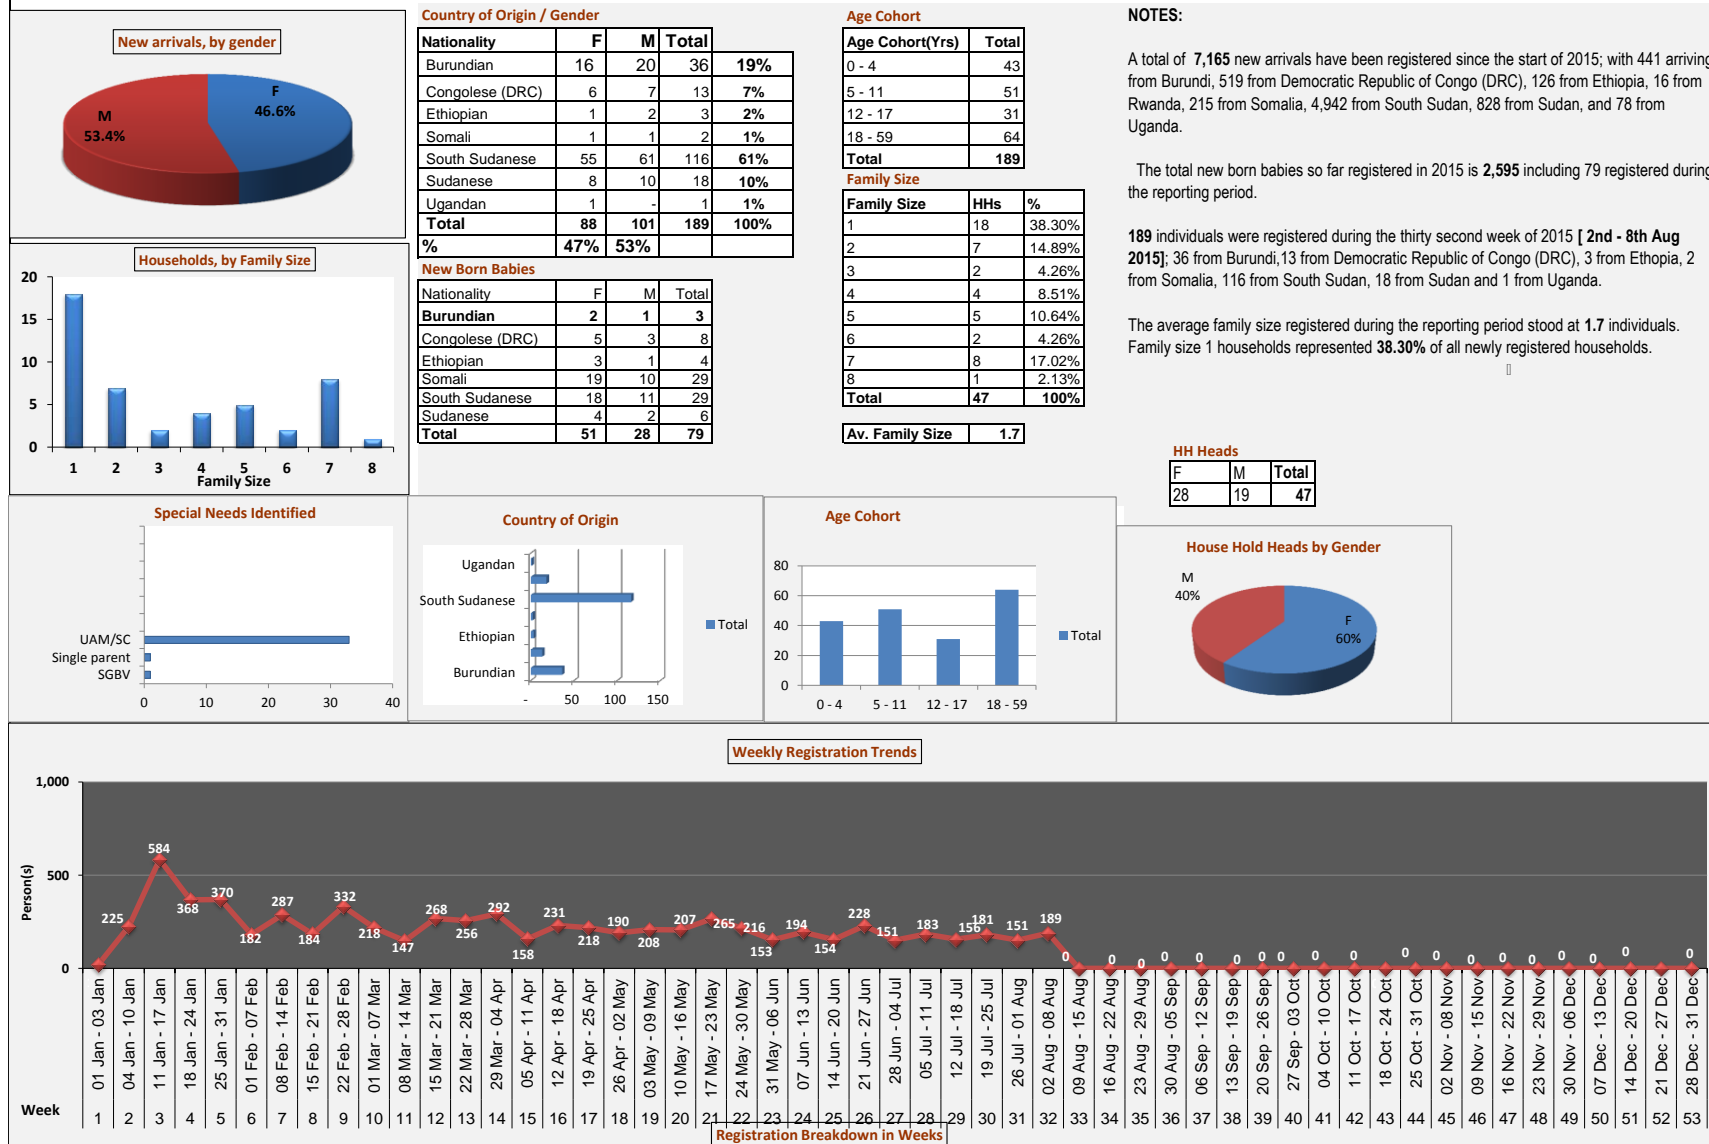 New arrivals, by gender
F
46.6%
M
53.4%
Households, by Family Size
20
15
10
5
0
1 2 3 4 5 6 7 8
Family Size
Country of Origin / Gender
Nationality F M Total
Burundian 16 20 36 19%
Congolese (DRC) 6 7 13 7%
Ethiopian 1 2 3 2%
Somali 1 1 2 1%
South Sudanese 55 61 116 61%
Sudanese 8 10 18 10%
Ugandan 1 - 1 1%
Total 88 101 189 100%
% 47% 53%
New Born Babies
Nationality F M Total
Burundian 2 1 3
Congolese (DRC) 5 3 8
Ethiopian 3 1 4
Somali 19 10 29
South Sudanese 18 11 29
Sudanese 4 2 6
Total 51 28 79
Age Cohort
Age Cohort(Yrs) Total
0 - 4 43
5 - 11 51
12 - 17 31
18 - 59 64
Total 189
Family Size
Family Size HHs %
1 18 38.30%
2 7 14.89%
3 2 4.26%
4 4 8.51%
5 5 10.64%
6 2 4.26%
7 8 17.02%
8 1 2.13%
Total 47 100%
Av. Family Size 1.7
NOTES:
A total of 7,165 new arrivals have been registered since the start of 2015; with 441 arriving
from Burundi, 519 from Democratic Republic of Congo (DRC), 126 from Ethiopia, 16 from
Rwanda, 215 from Somalia, 4,942 from South Sudan, 828 from Sudan, and 78 from
Uganda.
The total new born babies so far registered in 2015 is 2,595 including 79 registered during
the reporting period.
189 individuals were registered during the thirty second week of 2015 [ 2nd - 8th Aug
2015]; 36 from Burundi,13 from Democratic Republic of Congo (DRC), 3 from Ethopia, 2
from Somalia, 116 from South Sudan, 18 from Sudan and 1 from Uganda.
The average family size registered during the reporting period stood at 1.7 individuals.
Family size 1 households represented 38.30% of all newly registered households.
HH Heads
F M Total
28 19 47
Special Needs Identified
UAM/SC
Single parent
SGBV
0 10 20 30 40
Country of Origin
Ugandan
South Sudanese
Ethiopian
Burundian
- 50 100 150
Total
Age Cohort
80
60
40
20
0
0 - 4 5 - 11 12 - 17 18 - 59
Total
House Hold Heads by Gender
M
40%
F
60%
Weekly Registration Trends
Person(s)
1,000
500
0
225 584 368 370 182 287 184 332 218 147 268 256 292 158 231 218 190 208 207 265 216 153 194 154 228 151 183 156 181 151 189 0 0 0 0 0 0 0 0 0 0 0 0 0 0 0 0 0 0 0 0 0
01 Jan - 03 Jan
04 Jan - 10 Jan
11 Jan - 17 Jan
18 Jan - 24 Jan
25 Jan - 31 Jan
01 Feb - 07 Feb
08 Feb - 14 Feb
15 Feb - 21 Feb
22 Feb - 28 Feb
01 Mar - 07 Mar
08 Mar - 14 Mar
15 Mar - 21 Mar
22 Mar - 28 Mar
29 Mar - 04 Apr
05 Apr - 11 Apr
12 Apr - 18 Apr
19 Apr - 25 Apr
26 Apr - 02 May
03 May - 09 May
10 May - 16 May
17 May - 23 May
24 May - 30 May
31 May - 06 Jun
07 Jun - 13 Jun
14 Jun - 20 Jun
21 Jun - 27 Jun
28 Jun - 04 Jul
05 Jul - 11 Jul
12 Jul - 18 Jul
19 Jul - 25 Jul
26 Jul - 01 Aug
02 Aug - 08 Aug
09 Aug - 15 Aug
16 Aug - 22 Aug
23 Aug - 29 Aug
30 Aug - 05 Sep
06 Sep - 12 Sep
13 Sep - 19 Sep
20 Sep - 26 Sep
27 Sep - 03 Oct
04 Oct - 10 Oct
11 Oct - 17 Oct
18 Oct - 24 Oct
25 Oct - 31 Oct
02 Nov - 08 Nov
09 Nov - 15 Nov
16 Nov - 22 Nov
23 Nov - 29 Nov
30 Nov - 06 Dec
07 Dec - 13 Dec
14 Dec - 20 Dec
21 Dec - 27 Dec
28 Dec - 31 Dec
Week 1 2 3 4 5 6 7 8 9 10 11 12 13 14 15 16 17 18 19 20 21 22 23 24 25 26 27 28 29 30 31 32 33 34 35 36 37 38 39 40 41 42 43 44 45 46 47 48 49 50 51 52 53
Registration Breakdown in Weeks